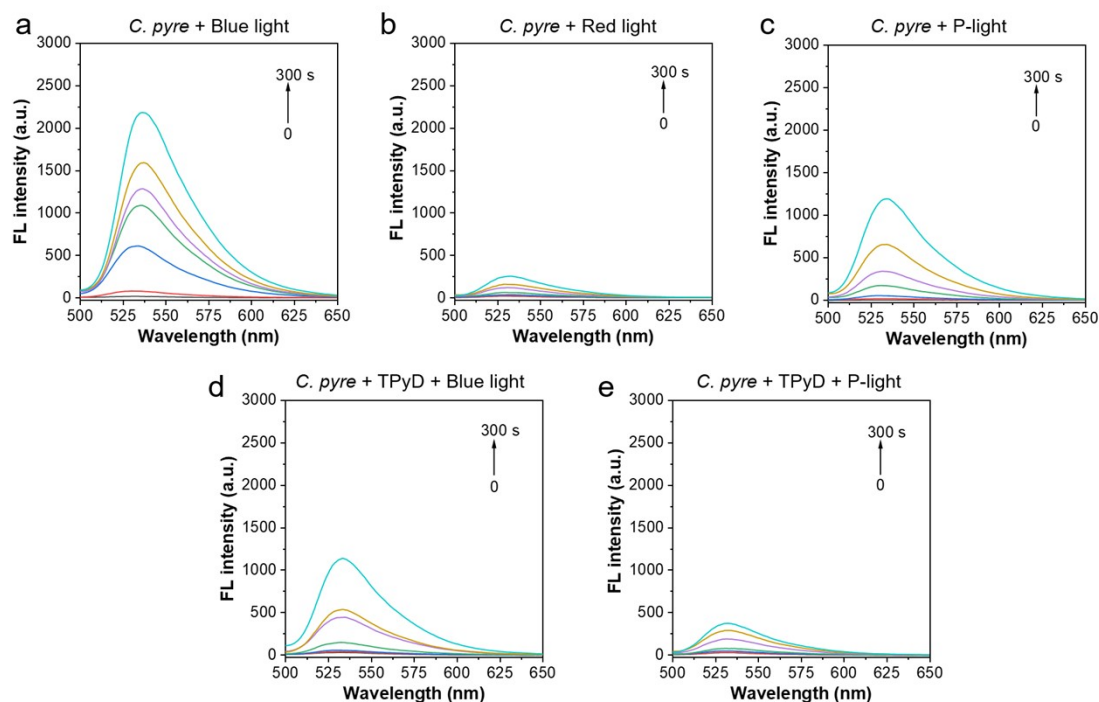 a
C. pyre + Blue light
3000
2500
2000
1500
1000
500
0
FL intensity (a.u.)
300 s
0
500 525 550 575 600 625 650
Wavelength (nm)
b
C. pyre + Red light
3000
2500
2000
1500
1000
500
0
FL intensity (a.u.)
300 s
0
500 525 550 575 600 625 650
Wavelength (nm)
c
C. pyre + P-light
3000
2500
2000
1500
1000
500
0
FL intensity (a.u.)
300 s
0
500 525 550 575 600 625 650
Wavelength (nm)
d
C. pyre + TPyD + Blue light
3000
2500
2000
1500
1000
500
0
FL intensity (a.u.)
300 s
0
500 525 550 575 600 625 650
Wavelength (nm)
e
C. pyre + TPyD + P-light
3000
2500
2000
1500
1000
500
0
FL intensity (a.u.)
300 s
0
500 525 550 575 600 625 650
Wavelength (nm)